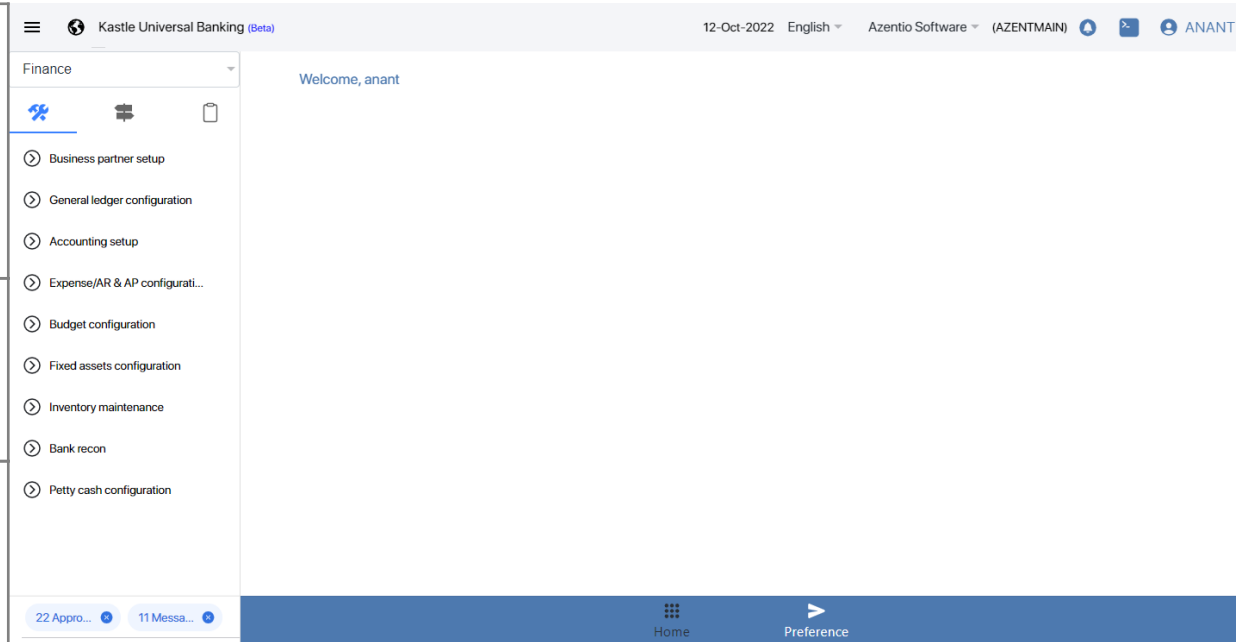 Kastle Universal Banking (Beta) 12-Oct-2022 English Azentio Software (AZENTMAIN) ANANT
Finance
Welcome, anant
Business partner setup
General ledger configuration
Accounting setup
Expense/AR & AP configurati...
Budget configuration
Fixed assets configuration
Inventory maintenance
Bank recon
Petty cash configuration
22 Appro... 11 Messa...
Home Preference